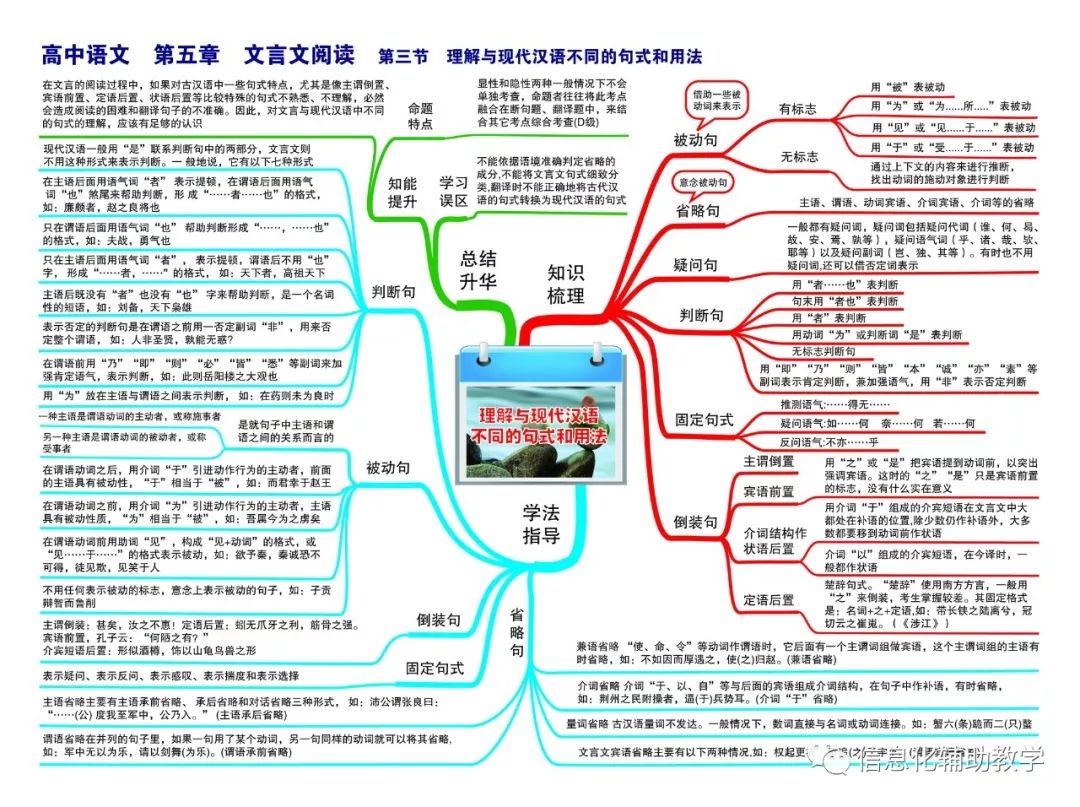 高中语文 第五章 文言文阅读 第三节 理解与现代汉语不同的句式和用法
在文言的阅读过程中，如果对古汉语中一些句式特点，尤其是像主谓倒置、
宾语前置、定语后置、状语后置等比较特殊的句式不熟悉、不理解，必然
会造成阅读的困难和翻译句子的不准确。因此，对文言与现代汉语中不同
的句式的理解，应该有足够的认识
命题
特点
显性和隐性两种一般情况下不会
单独考查，命题者往往将此考点
融合在断句题、翻译题中，来结
合其它考点综合考查(D级)
知能
提升
学习
误区
不能依据语境准确判定省略的
成分,不能将文言文句式细致分
类,翻译时不能正确地将古代汉
语的句式转换为现代汉语的句式
总结
升华
现代汉语一般用“是”联系判断句中的两部分，文言文则
不用这种形式来表示判断。一般地说，它有以下七种形式
在主语后面用语气词“者”表示提顿，在谓语后面用语气
词“也”煞尾来帮助判断，形 成“……者……也”的格式，
如：廉颇者，赵之良将也
只在谓语后面用语气词“也” 帮助判断形成“……，……也”
的格式，如：夫战，勇气也
只在主语后面用语气词“者”， 表示提顿，谓语后不用“也”
字， 形成“……者，……”的格式， 如：天下者，高祖天下
主语后既没有“者”也没有“也” 字来帮助判断，是一个名词
性的短语，如：刘备，天下枭雄
表示否定的判断句是在谓语之前用一否定副词“非”，用来否
定整个谓语， 如：人非圣贤，孰能无惑？
在谓语前用“乃”“即”“则”“必”“皆”“悉”等副词来加
强肯定语气，表示判断，如：此则岳阳楼之大观也
用“为”放在主语与谓语之间表示判断， 如：在药则未为良时
判断句
一种主语是谓语动词的主动者，或称施事者
另一种主语是谓语动词的被动者，或称
受事者
是就句子中主语和谓
语之间的关系而言的
被动句
在谓语动词之后，用介词“于”引进动作行为的主动者，前面
的主语具有被动性，“于”相当于“被”，如：而君幸于赵王
在谓语动词之前，用介词“为”引进动作行为的主动者，主语
具有被动性质，“为”相当于“被”，如：吾属今为之虏矣
在谓语动词前用助词“见”，构成“见+动词”的格式，或
“见……于……”的格式表示被动，如：欲予秦，秦诚恐不
可得，徒见欺，见笑于人
不用任何表示被动的标志，意念上表示被动的句子，如：子贡
辩智而鲁削
主谓倒装；甚矣，汝之不惠！定语后置：蚓无爪牙之利，筋骨之强。
宾语前置，孔子云：“何陋之有？”
介宾短语后置：形似酒樽，饰以山龟鸟兽之形
倒装句
表示疑问、表示反问、表示感叹、表示揣度和表示选择
固定句式
主语省略主要有主语承前省略、 承后省略和对话省略三种形式， 如：沛公谓张良曰：
“……(公) 度我至军中，公乃入。”(主语承后省略)
谓语省略在并列的句子里，如果一句用了某个动词，另一句同样的动词就可以将其省略,
如：军中无以为乐，请以剑舞(为乐)。(谓语承前省略)
省
略
句
学法
指导
兼语省略 “使、命、令”等动词作谓语时，它后面有一个主谓词组做宾语，这个主谓词组的主语有
时省略，如：不如因而厚遇之，使(之)归赵。(兼语省略)
介词省略 介词“于、以、自”等与后面的宾语组成介词结构，在句子中作补语，有时省略，
如：荆州之民附操者，逼(于)兵势耳。(介词“于”省略)
量词省略 古汉语量词不发达。一般情况下，数词直接与名词或动词连接。如：蟹六(条)跪而二(只)螯
文言文宾语省略主要有以下两种情况,如：权起更
信息化辅助教学
理解与现代汉语
不同的句式和用法
知识
梳理
借助一些被
动词来表示
被动句
有标志
用“被”表被动
用“为”或“为……所……”表被动
用“见”或“见……于……”表被动
用“于”或“受……于……”表被动
无标志
通过上下文的内容来进行推断，
找出动词的施动对象进行判断
意念被动句
省略句
主语、谓语、动词宾语、介词宾语、介词等的省略
疑问句
一般都有疑问词，疑问词包括疑问代词（谁、何、曷、
故、安、焉、孰等），疑问语气词（乎、诸、哉、欤、
耶等）以及疑问副词（岂、独、其等）。有时也不用
疑问词,还可以借否定词表示
判断句
用“者……也”表判断
句末用“者也”表判断
用“者”表判断
用动词“为”或判断词“是”表判断
无标志判断句
用“即”“乃”“则”“皆”“本”“诚”“亦”“素”等
副词表示肯定判断，兼加强语气，用“非”表示否定判断
固定句式
推测语气：……得无……
疑问语气:如……何 奈……何 若……何
反问语气:不亦……乎
倒装句
主谓倒置
宾语前置
用“之”或“是”把宾语提到动词前，以突出
强调宾语。这时的“之”“是”只是宾语前置
的标志，没有什么实在意义
介词结构作
状语后置
用介词“于”组成的介宾短语在文言文中大
都处在补语的位置,除少数仍作补语外，大多
数都要移到动词前作状语
介词“以”组成的介宾短语，在今译时，一
般都作状语
定语后置
楚辞句式。“楚辞”使用南方方言，一般用
“之”来倒装，考生掌握较差。其固定格式
是：名词+之+定语,如：带长铗之陆离兮，冠
切云之崔嵬。（《涉江》）